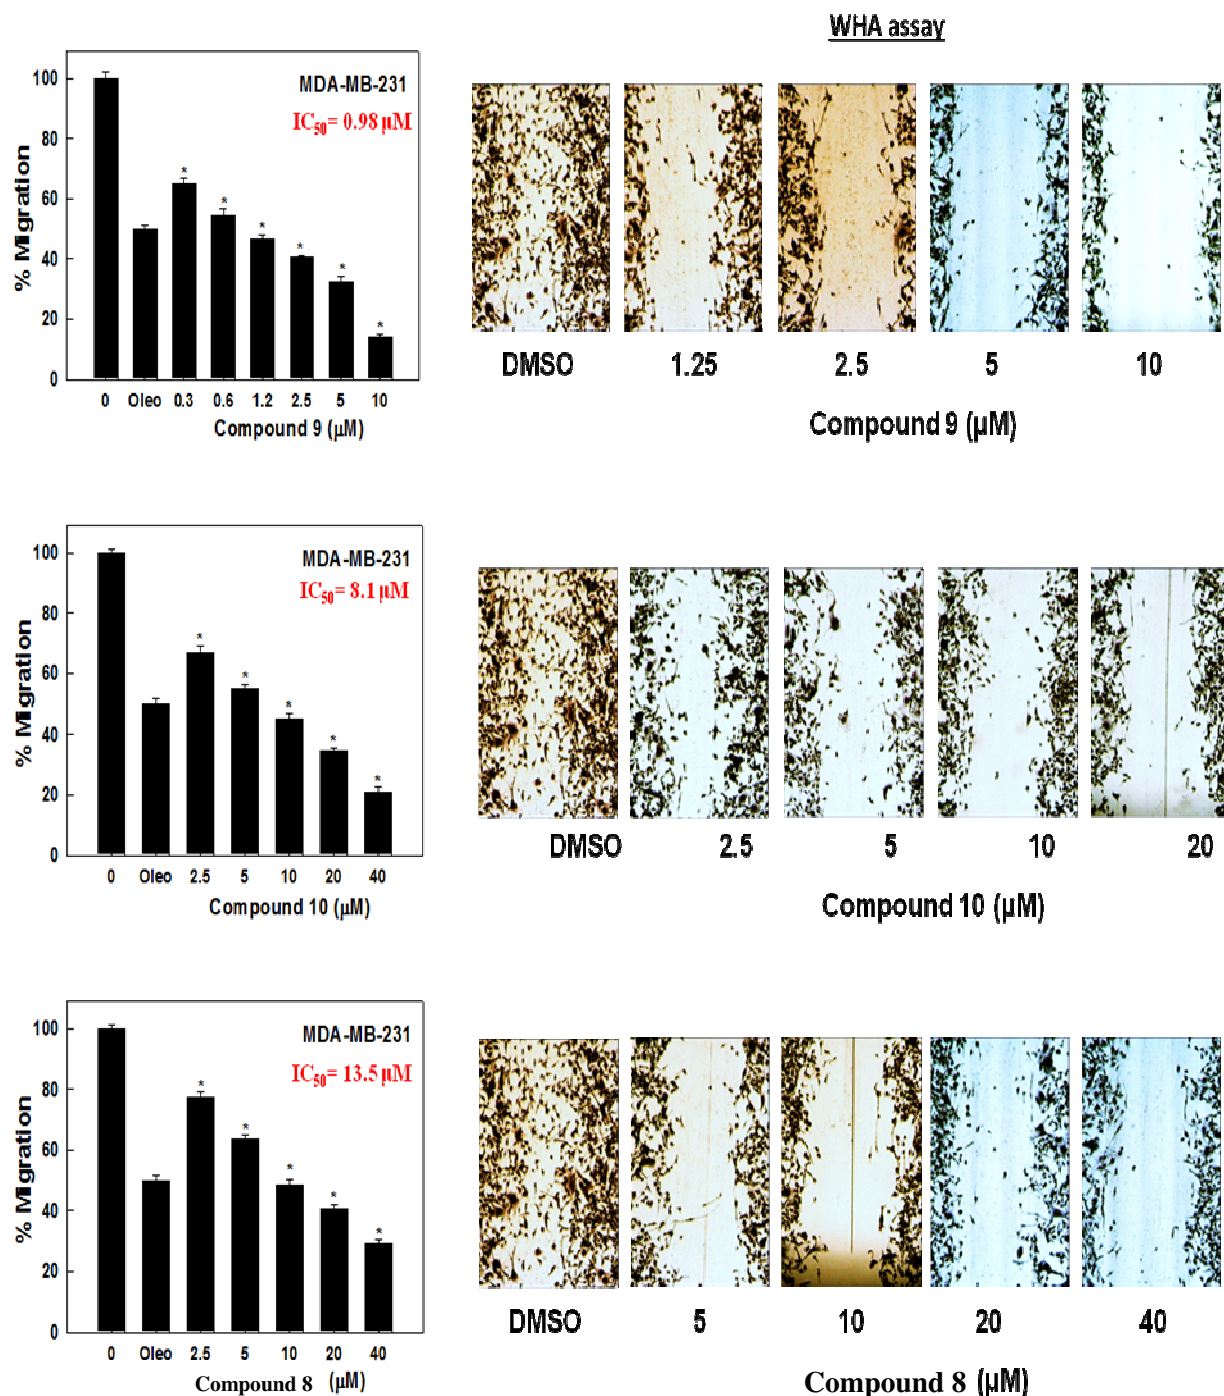 WHA assay
100
80
60
40
20
0
% Migration
MDA-MB-231
IC50= 0.98 µM
* * * * * *
0 Oleo 0.3 0.6 1.2 2.5 5 10
Compound 9 (µM)
DMSO 1.25 2.5 5 10
Compound 9 (µM)
100
80
60
40
20
0
% Migration
MDA-MB-231
IC50= 8.1 µM
* * * * *
0 Oleo 2.5 5 10 20 40
Compound 10 (µM)
DMSO 2.5 5 10 20
Compound 10 (µM)
100
80
60
40
20
0
% Migration
MDA-MB-231
IC50= 13.5 µM
* * * * *
0 Oleo 2.5 5 10 20 40
Compound 8 (µM)
DMSO 5 10 20 40
Compound 8 (µM)